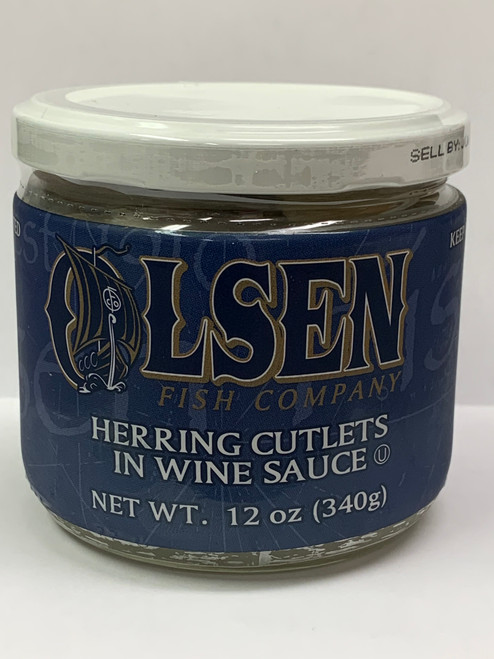 SELL BY:
OLSEN
FISH COMPANY
HERRING CUTLETS
IN WINE SAUCE Ⓤ
NET WT. 12 oz (340g)